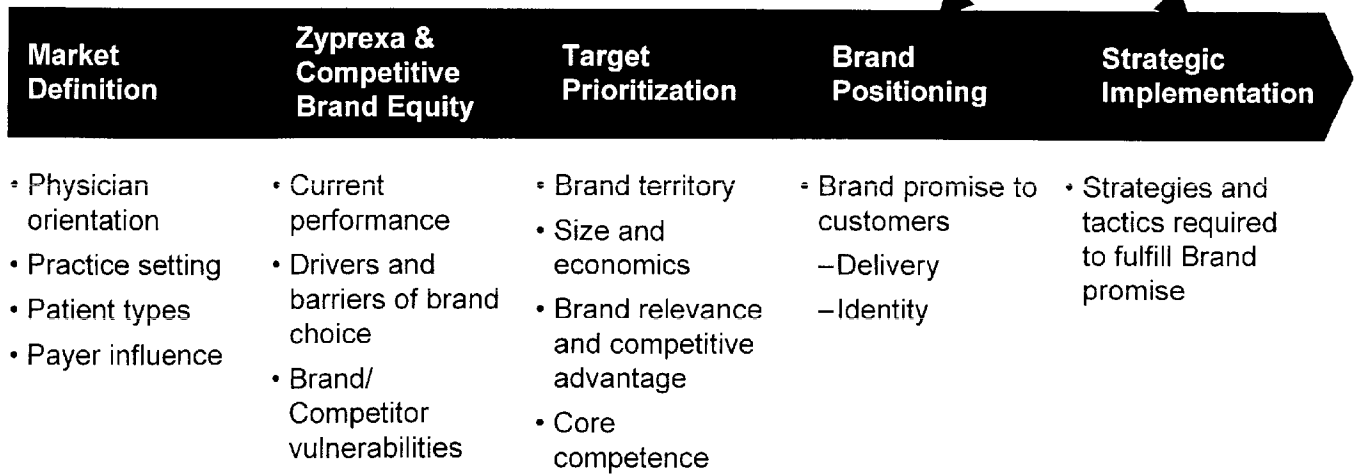 Market
Definition
Zyprexa &
Competitive
Brand Equity
Target
Prioritization
Brand
Positioning
Strategic
Implementation
• Physician
orientation
• Practice setting
• Patient types
• Payer influence
• Current
performance
• Drivers and
barriers of brand
choice
• Brand/
Competitor
vulnerabilities
• Brand territory
• Size and
economics
• Brand relevance
and competitive
advantage
• Core
competence
• Brand promise to
customers
–Delivery
–Identity
• Strategies and
tactics required
to fulfill Brand
promise